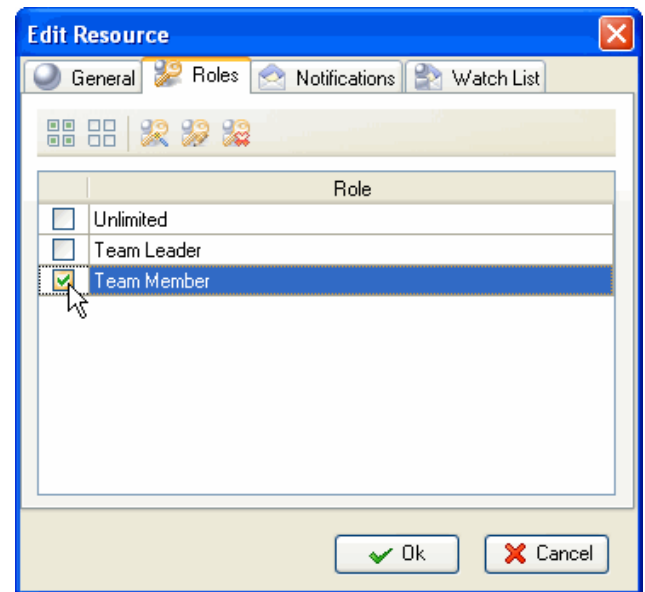 Edit Resource
General Roles Notifications Watch List
Role
Unlimited
Team Leader
Team Member
Ok Cancel